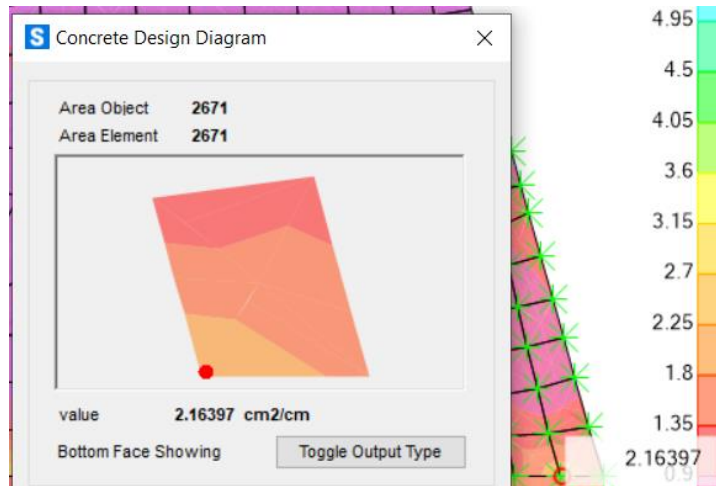 S Concrete Design Diagram
Area Object 2671
Area Element 2671
value 2.16397 cm2/cm
Bottom Face Showing Toggle Output Type
4.95
4.5
4.05
3.6
3.15
2.7
2.25
1.8
1.35
2.16397
0.9